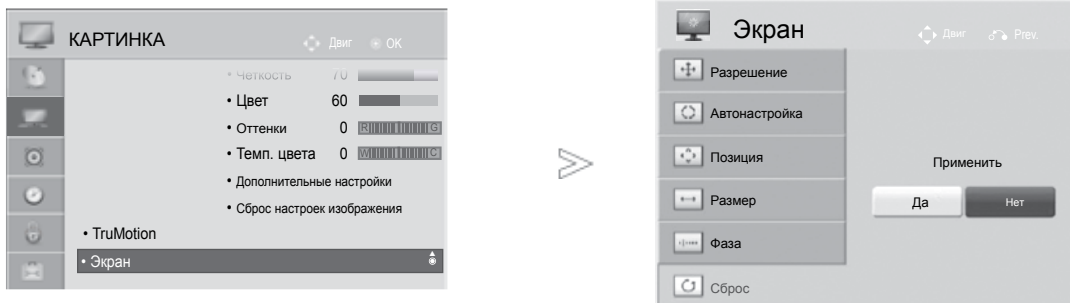 КАРТИНКА
Двиг ОК
• Четкость 70
• Цвет 60
• Оттенки 0 R G
• Темп. цвета 0 W C
• Дополнительные настройки
• Сброс настроек изображения
• TruMotion
• Экран
Экран
Двиг Prev.
Разрешение
Автонастройка
Позиция
Размер
Фаза
Сброс
Применить
Да Нет